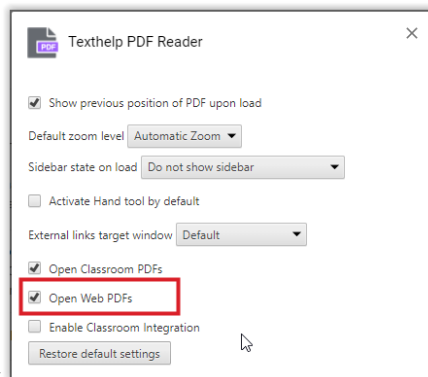 PDF
Texthelp PDF Reader
Show previous position of PDF upon load
Default zoom level Automatic Zoom
Sidebar state on load Do not show sidebar
Activate Hand tool by default
External links target window Default
Open Classroom PDFs
Open Web PDFs
Enable Classroom Integration
Restore default settings